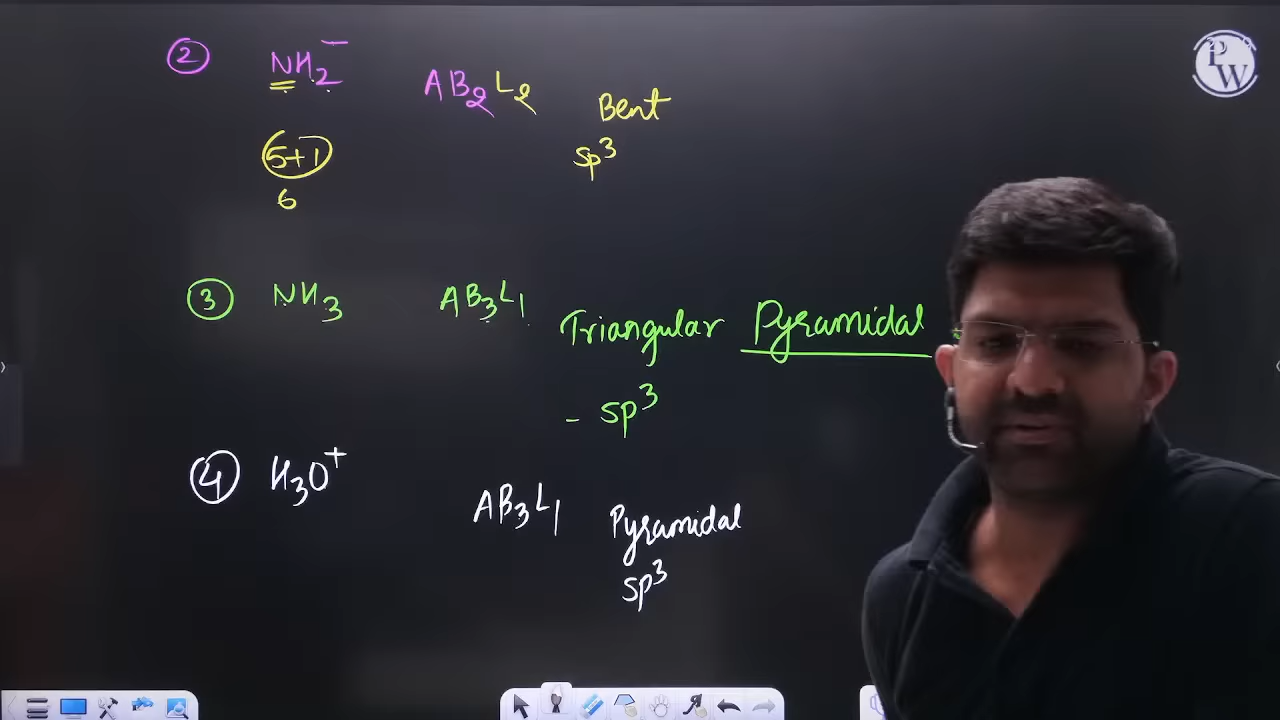 ② NH₂⁻ AB₂L₂ Bent
sp³
5+1
6
③ NH₃ AB₃L₁ Triangular Pyramidal
- sp³
④ H₃O⁺ AB₃L₁ Pyramidal
sp³
PW